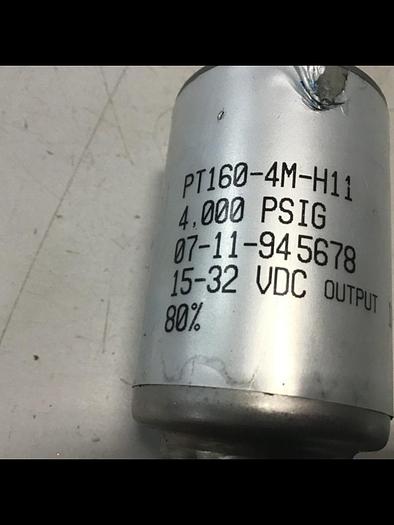 PT160-4M-H11
4,000 PSIG
07-11-945678
15-32 VDC OUTPUT
80%